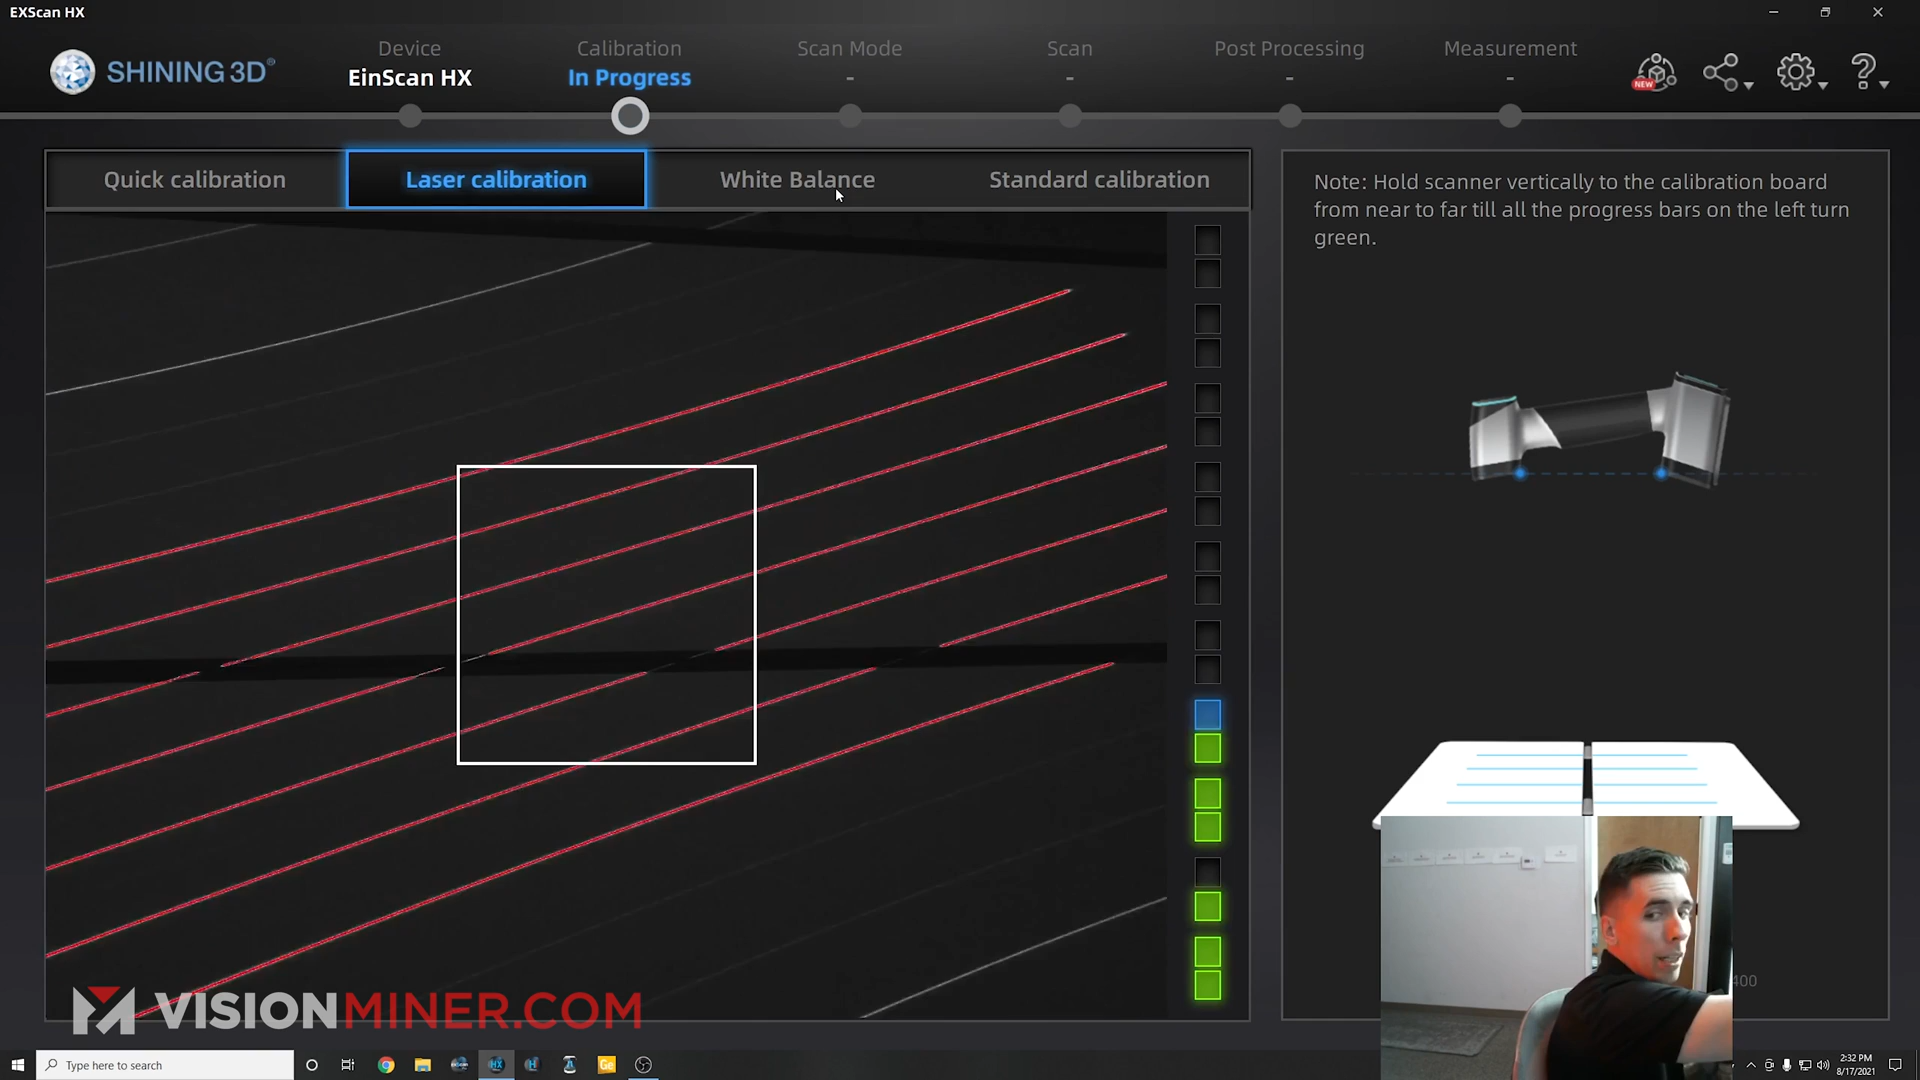 EXScan HX
SHINING 3D®
Device
EinScan HX
Calibration
In Progress
Scan Mode
-
Scan
-
Post Processing
-
Measurement
-
NEW
Quick calibration
Laser calibration
White Balance
Standard calibration
Note: Hold scanner vertically to the calibration board
from near to far till all the progress bars on the left turn
green.
400
VISIONMINER.COM
Type here to search
HX
H
Ge
2:32 PM
8/17/2021